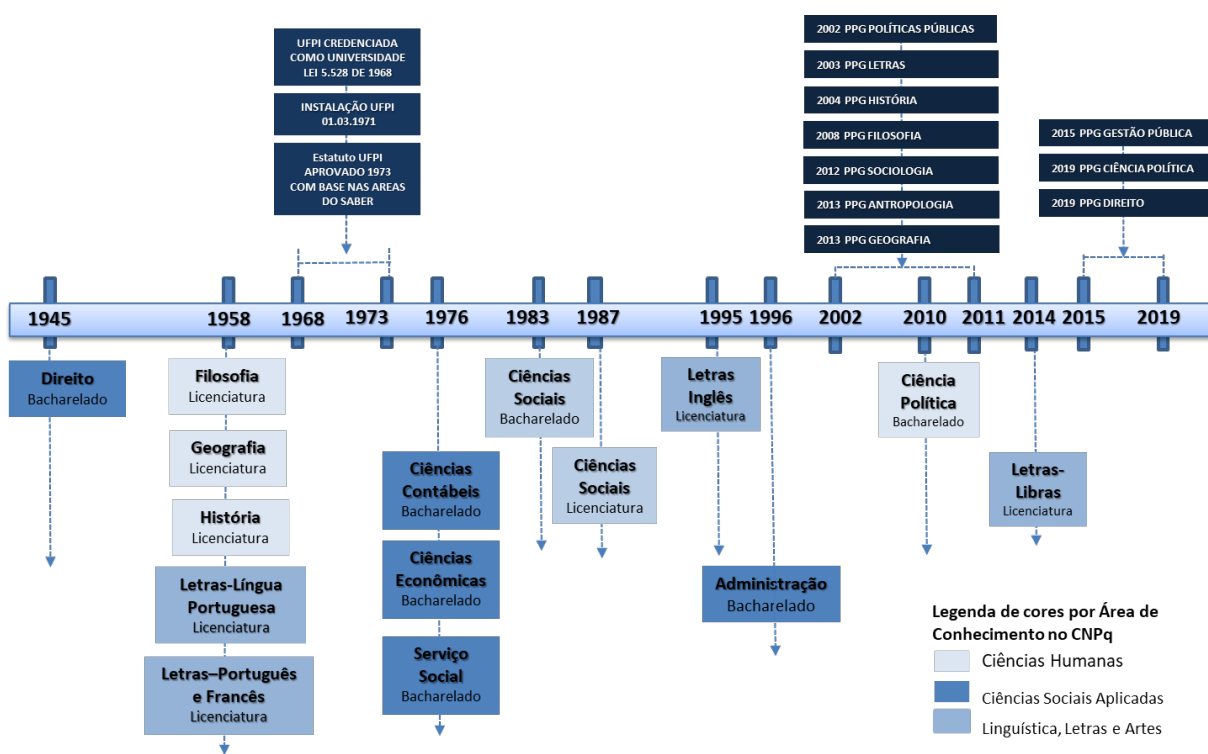 UFPI CREDENCIADA
COMO UNIVERSIDADE
LEI 5.528 DE 1968
INSTALAÇÃO UFPI
01.03.1971
Estatuto UFPI
APROVADO 1973
COM BASE NAS AREAS
DO SABER
2002 PPG POLÍTICAS PÚBLICAS
2003 PPG LETRAS
2004 PPG HISTÓRIA
2008 PPG FILOSOFIA
2012 PPG SOCIOLOGIA
2013 PPG ANTROPOLOGIA
2013 PPG GEOGRAFIA
2015 PPG GESTÃO PÚBLICA
2019 PPG CIÊNCIA POLÍTICA
2019 PPG DIREITO
1945 1958 1968 1973 1976 1983 1987 1995 1996 2002 2010 2011 2014 2015 2019
Direito
Bacharelado
Filosofia
Licenciatura
Geografia
Licenciatura
História
Licenciatura
Letras-Língua
Portuguesa
Licenciatura
Letras–Português
e Francês
Licenciatura
Ciências
Contábeis
Bacharelado
Ciências
Econômicas
Bacharelado
Serviço
Social
Bacharelado
Ciências
Sociais
Bacharelado
Ciências
Sociais
Licenciatura
Letras
Inglês
Licenciatura
Administração
Bacharelado
Ciência
Política
Bacharelado
Letras-
Libras
Licenciatura
Legenda de cores por Área de
Conhecimento no CNPq
Ciências Humanas
Ciências Sociais Aplicadas
Linguística, Letras e Artes